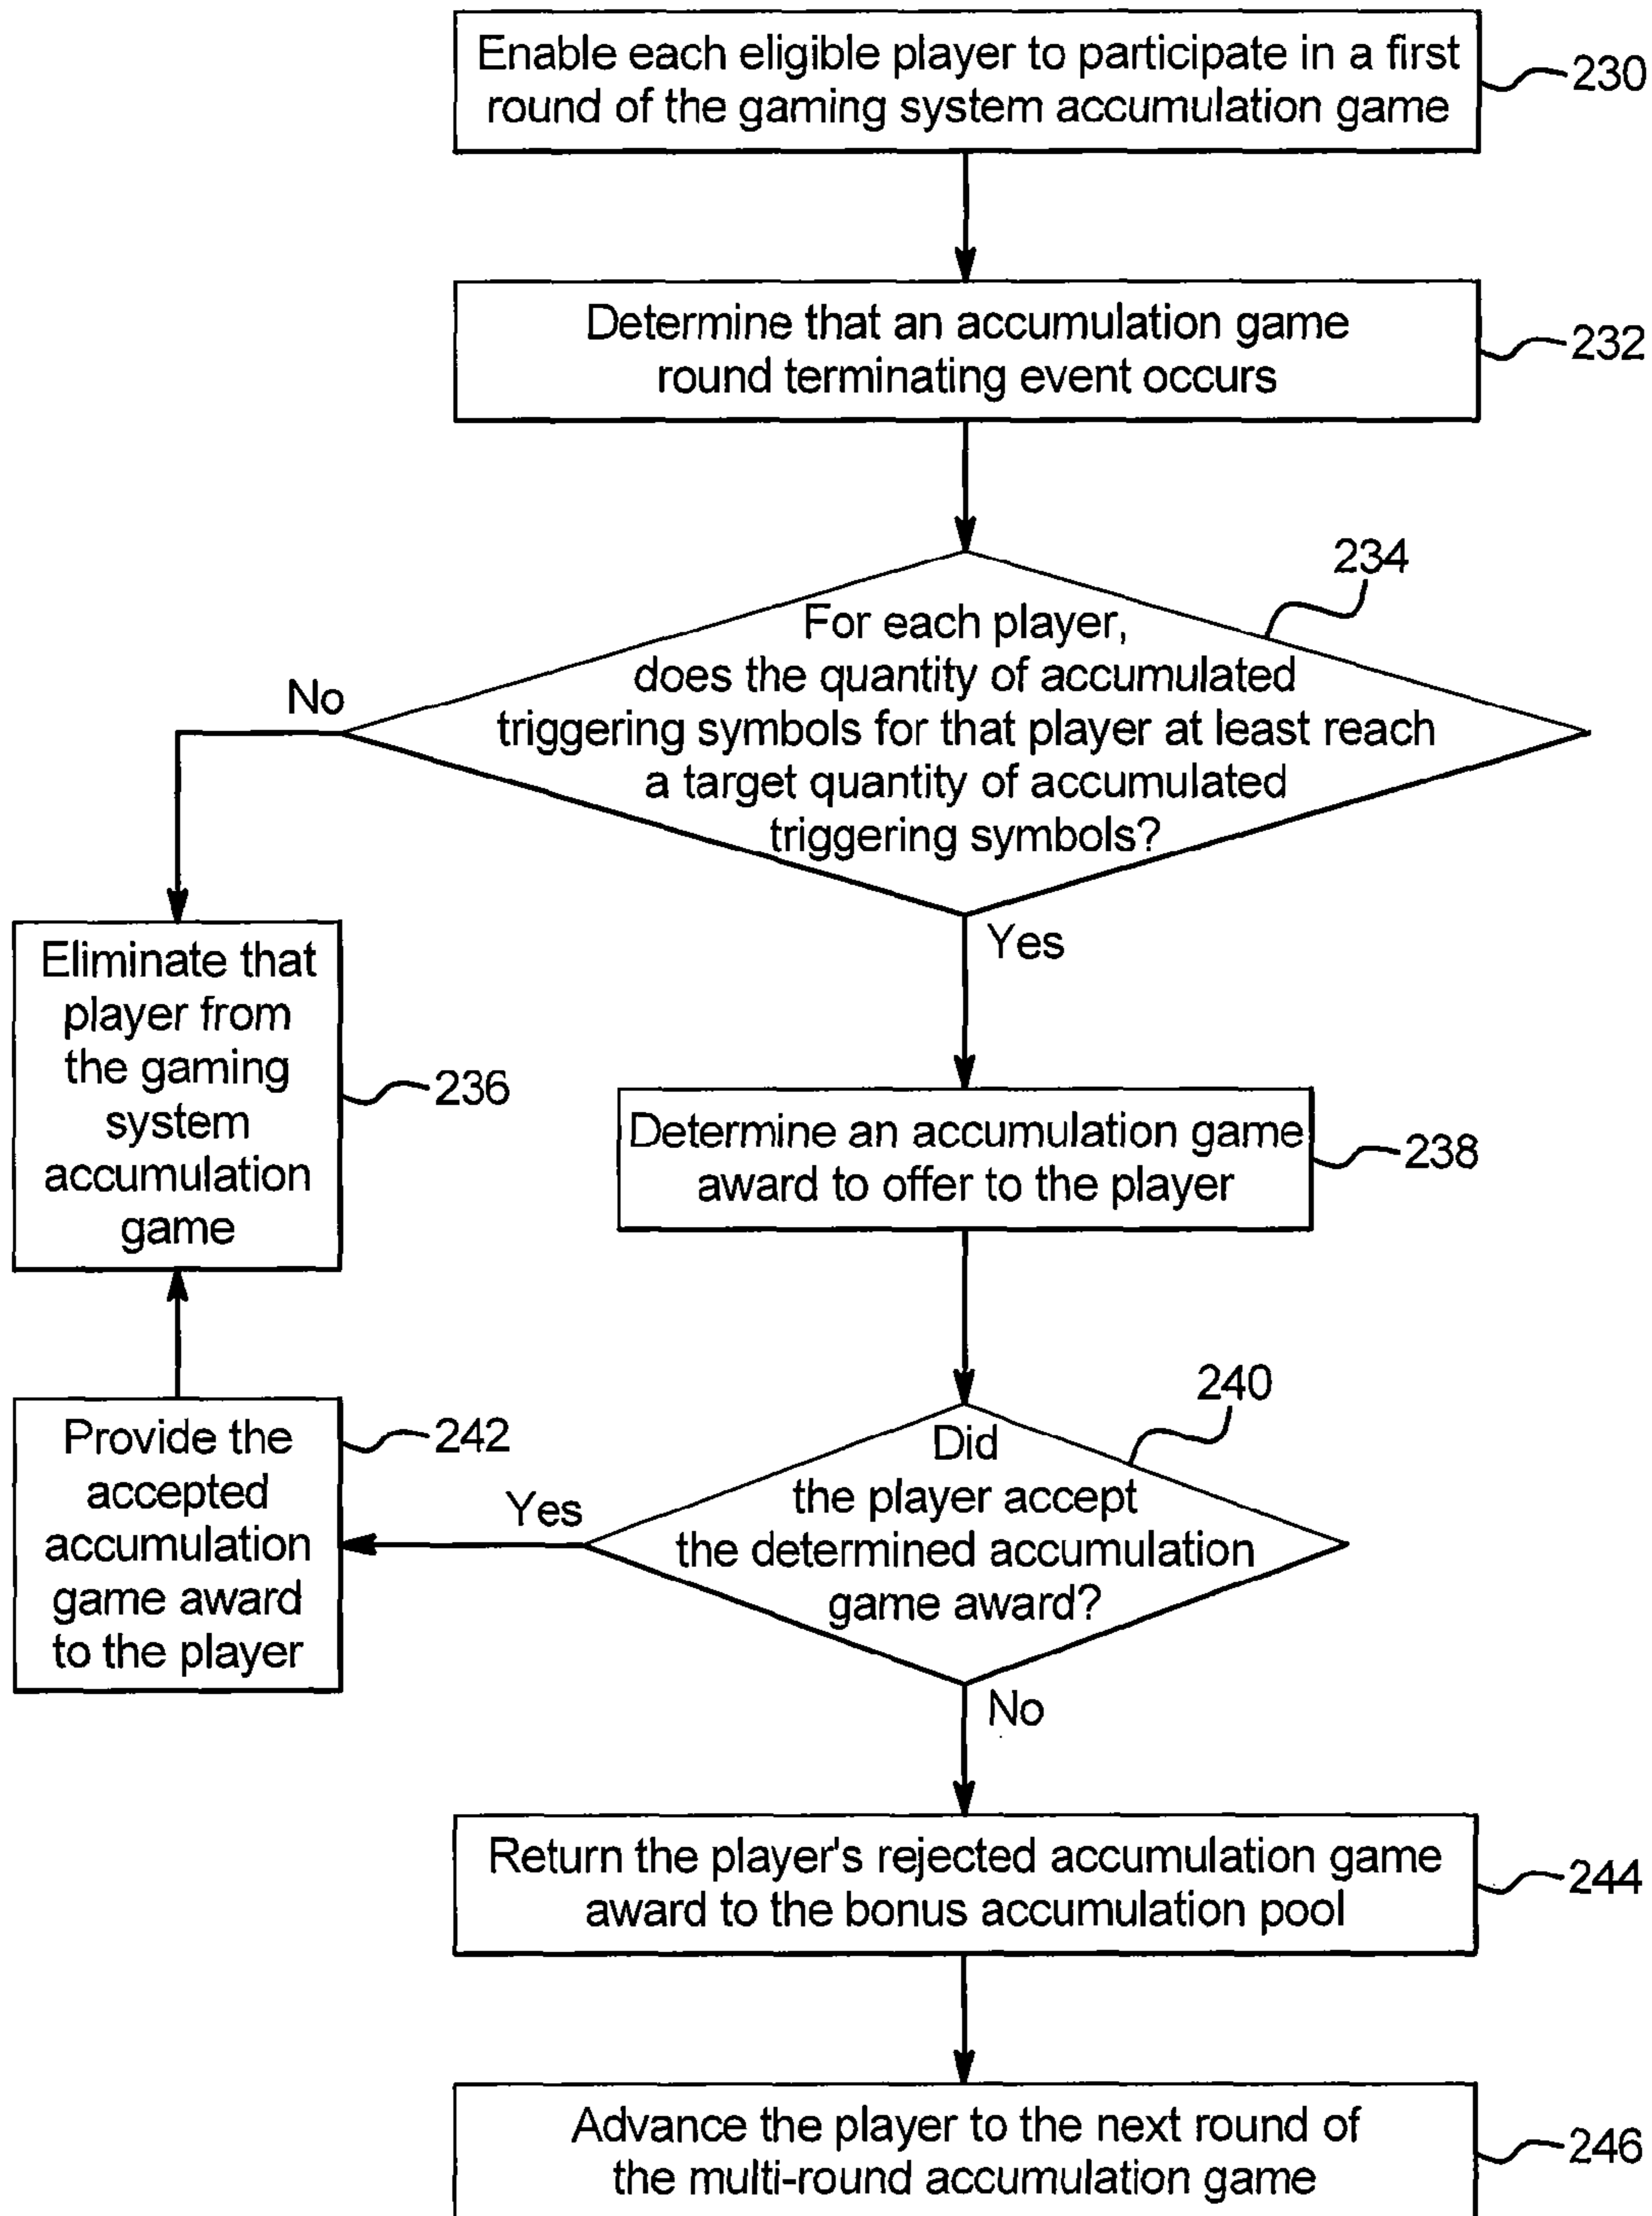 Enable each eligible player to participate in a first
round of the gaming system accumulation game
230
Determine that an accumulation game
round terminating event occurs
232
234
For each player,
does the quantity of accumulated
triggering symbols for that player at least reach
a target quantity of accumulated
triggering symbols?
No
Yes
Eliminate that
player from
the gaming
system
accumulation
game
236
Determine an accumulation game
award to offer to the player
238
240
Did
the player accept
the determined accumulation
game award?
Yes
No
Provide the
accepted
accumulation
game award
to the player
242
Return the player's rejected accumulation game
award to the bonus accumulation pool
244
Advance the player to the next round of
the multi-round accumulation game
246